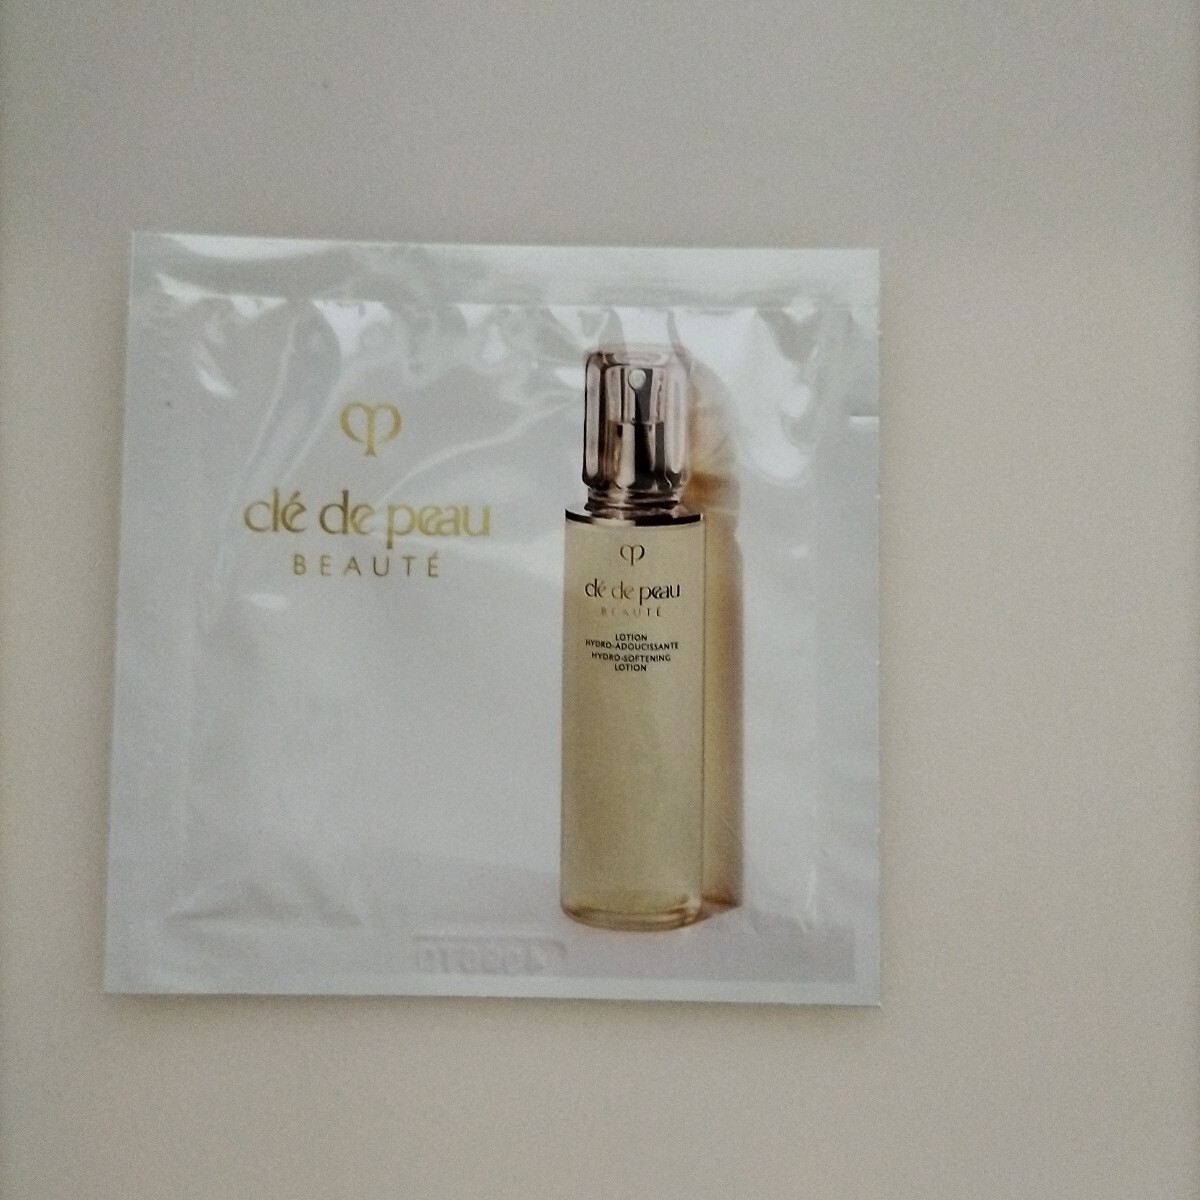 clé de peau
BEAUTÉ
clé de peau
BEAUTÉ
LOTION
HYDRO-ADOUCISSANTE
HYDRO-SOFTENING
LOTION